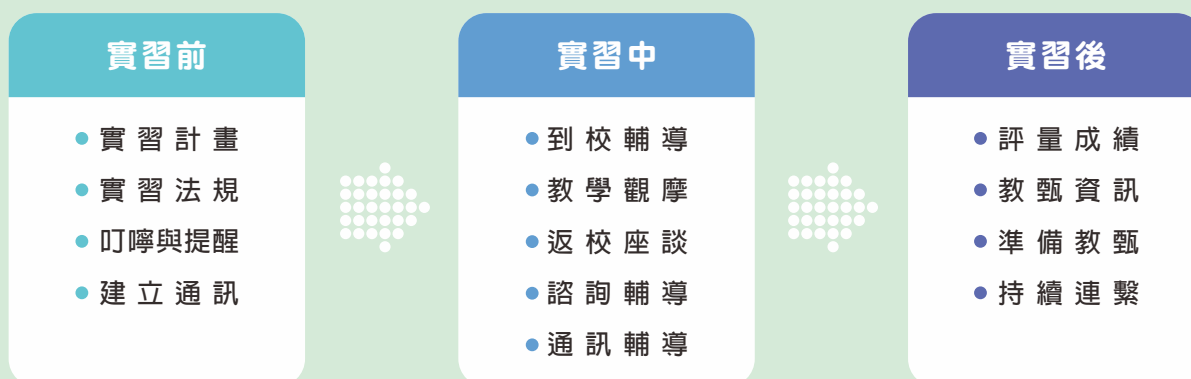 實習前
實習計畫
實習法規
叮嚀與提醒
建立通訊
實習中
到校輔導
教學觀摩
返校座談
諮詢輔導
通訊輔導
實習後
評量成績
教甄資訊
準備教甄
持續連繫